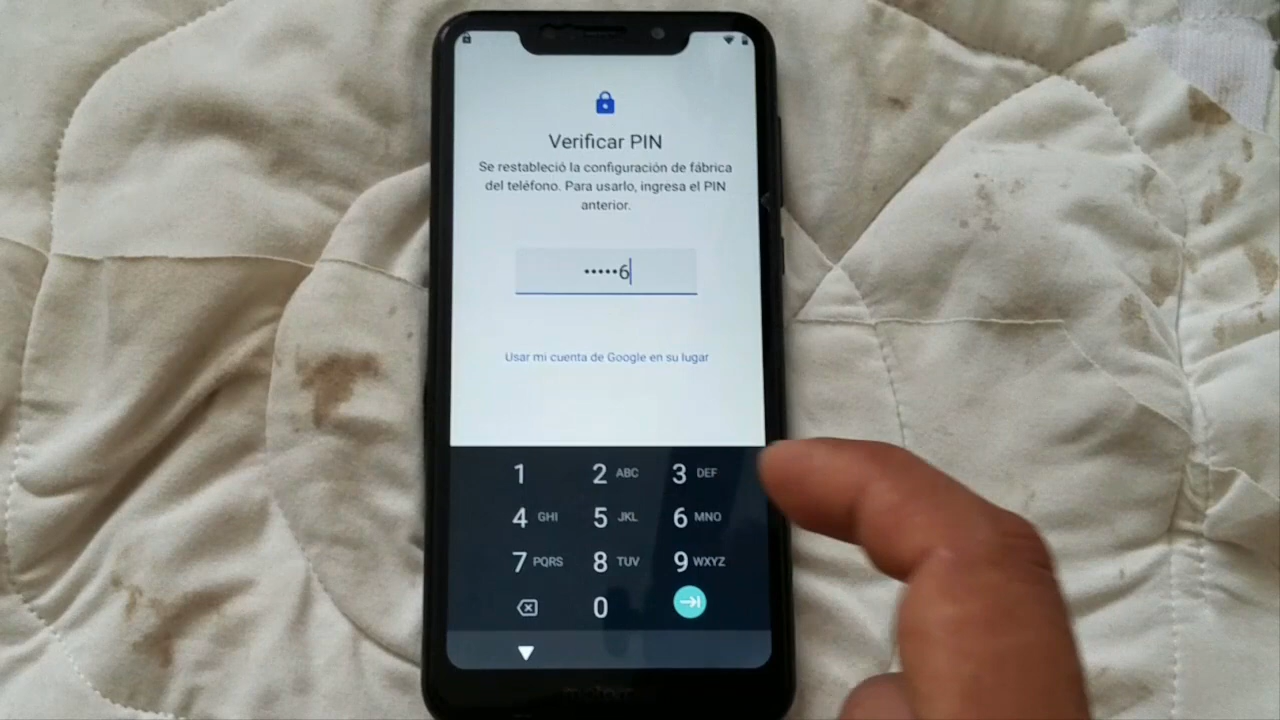 Verificar PIN
Se restableció la configuración de fábrica
del teléfono. Para usarlo, ingresa el PIN
anterior.
•••••6
Usar mi cuenta de Google en su lugar
1 2 ABC 3 DEF
4 GHI 5 JKL 6 MNO
7 PQRS 8 TUV 9 WXYZ
0